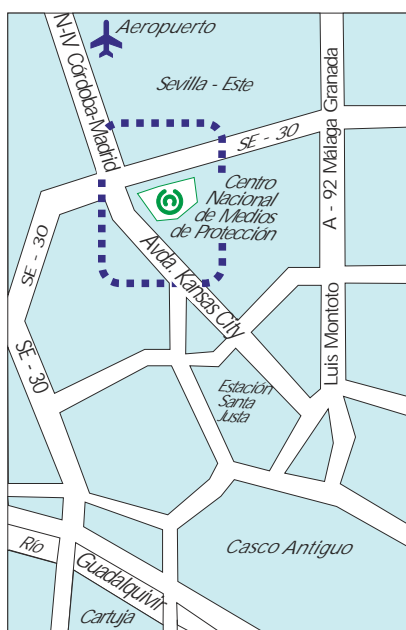 Aeropuerto
N-IV Córdoba-Madrid
Sevilla - Este
SE - 30
A - 92 Málaga Granada
Centro
Nacional
de Medios
de Protección
Avda. Kansas City
SE - 30
SE - 30
Luis Montoto
Estación
Santa
Justa
Casco Antiguo
Río
Guadalquivir
Cartuja